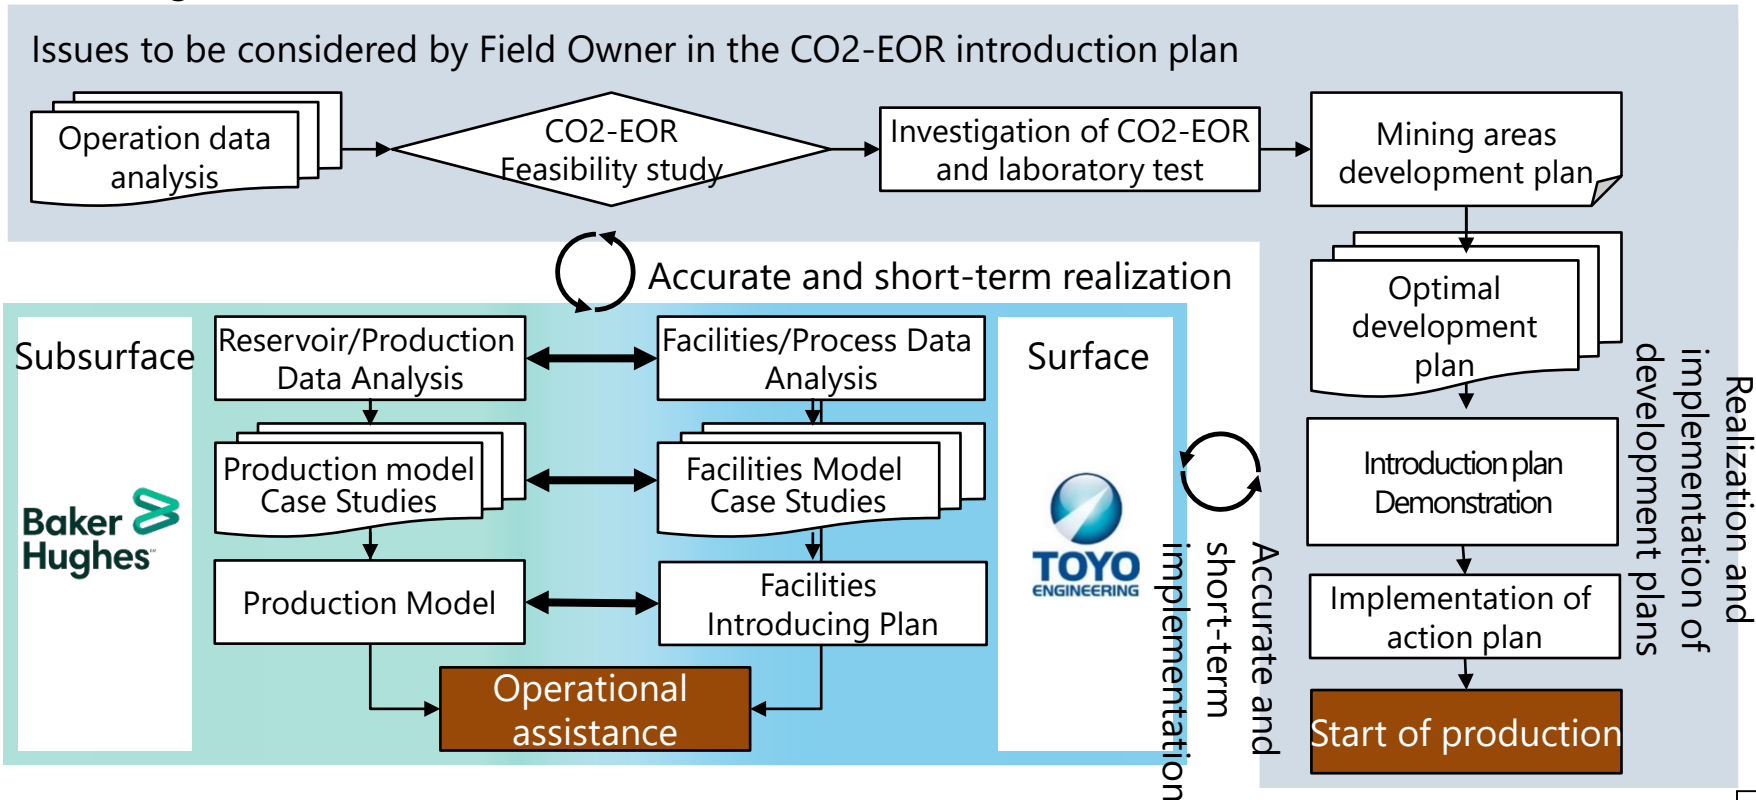 Issues to be considered by Field Owner in the CO2-EOR introduction plan
Operation data
analysis
CO2-EOR
Feasibility study
Investigation of CO2-EOR
and laboratory test
Mining areas
development plan
Optimal
development
plan
Introduction plan
Demonstration
Implementation of
action plan
Start of production
Realization and
implementation of
development plans
Accurate and short-term realization
Subsurface
Baker
Hughes
Reservoir/Production
Data Analysis
Production model
Case Studies
Production Model
Facilities/Process Data
Analysis
Facilities Model
Case Studies
Facilities
Introducing Plan
Operational
assistance
Surface
TOYO
ENGINEERING
Accurate and
short-term
implementation